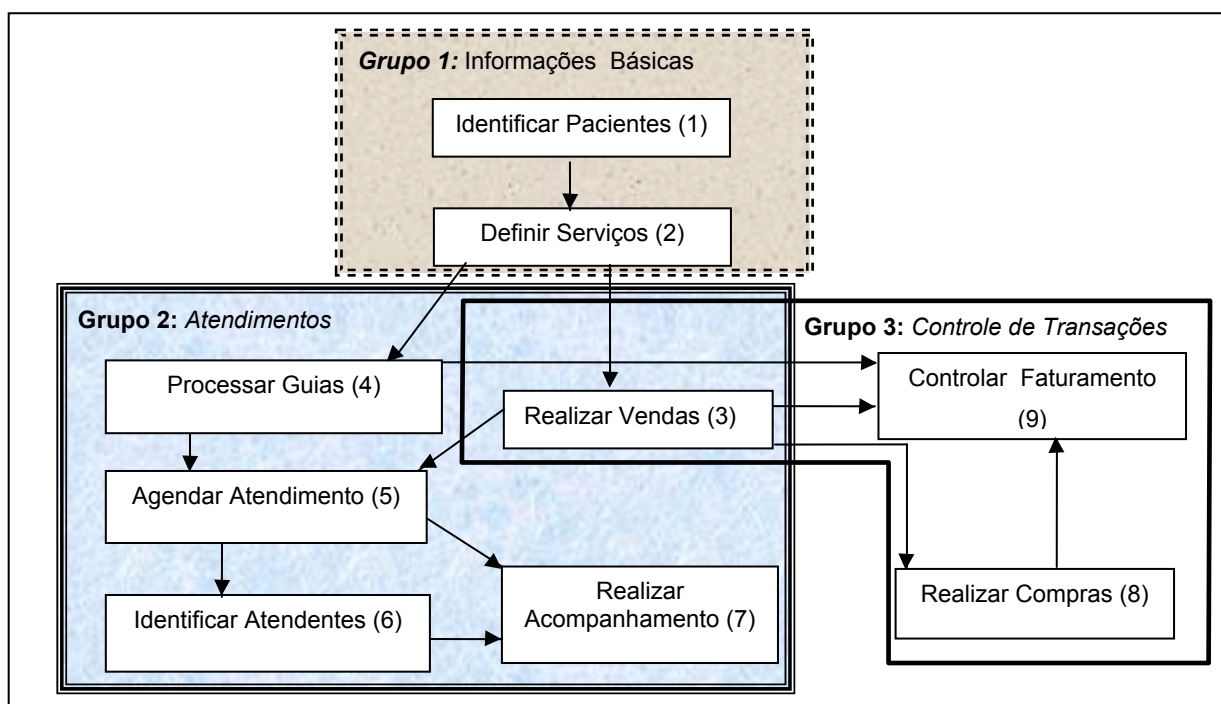 Grupo 1: Informações Básicas
Identificar Pacientes (1)
Definir Serviços (2)
Grupo 2: Atendimentos
Grupo 3: Controle de Transações
Processar Guias (4)
Realizar Vendas (3)
Controlar Faturamento
(9)
Agendar Atendimento (5)
Identificar Atendentes (6)
Realizar
Acompanhamento (7)
Realizar Compras (8)